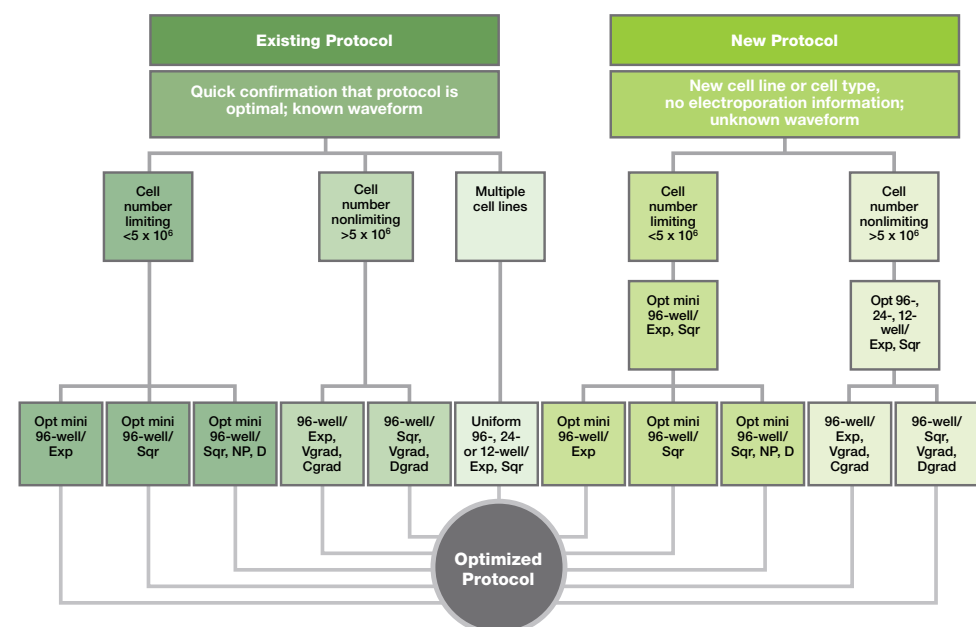 Existing Protocol
New Protocol
Quick confirmation that protocol is
optimal; known waveform
New cell line or cell type,
no electroporation information;
unknown waveform
Cell
number
limiting
<5 x 10⁶
Cell
number
nonlimiting
>5 x 10⁶
Multiple
cell lines
Cell
number
limiting
<5 x 10⁶
Cell
number
nonlimiting
>5 x 10⁶
Opt mini
96-well/
Exp, Sqr
Opt 96-,
24-, 12-
well/
Exp, Sqr
Opt mini
96-well/
Exp
Opt mini
96-well/
Sqr
Opt mini
96-well/
Sqr, NP, D
96-well/
Exp,
Vgrad,
Cgrad
96-well/
Sqr,
Vgrad,
Dgrad
Uniform
96-, 24-
or 12-well/
Exp, Sqr
Opt mini
96-well/
Exp
Opt mini
96-well/
Sqr
Opt mini
96-well/
Sqr, NP, D
96-well/
Exp,
Vgrad,
Cgrad
96-well/
Sqr,
Vgrad,
Dgrad
Optimized
Protocol